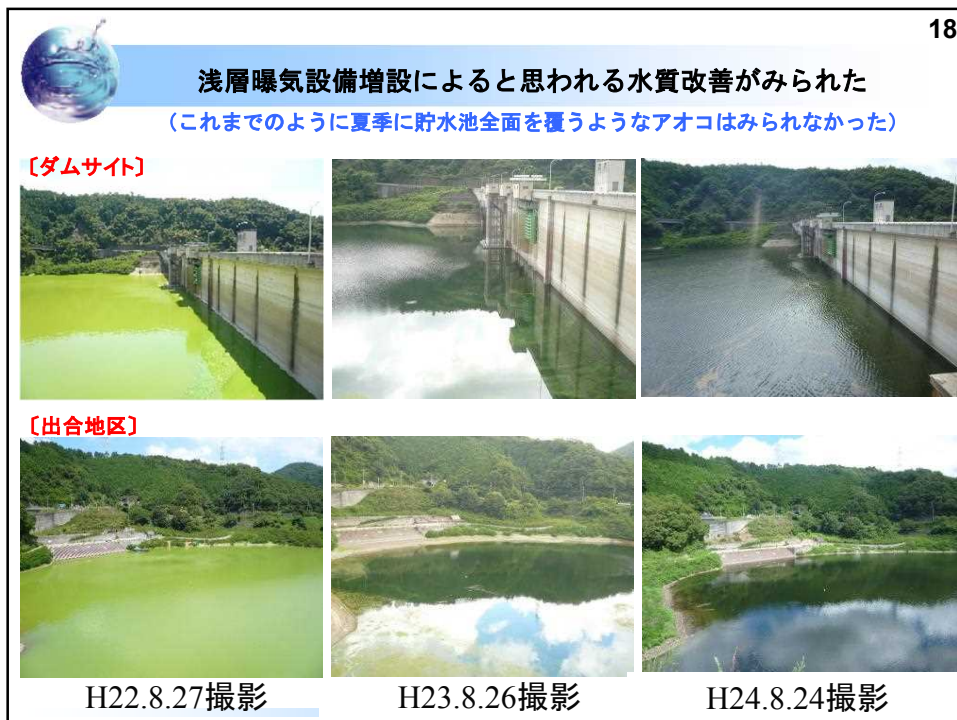 18
浅層曝気設備増設によると思われる水質改善がみられた
（これまでのように夏季に貯水池全面を覆うようなアオコはみられなかった）
〔ダムサイト〕
〔出合地区〕
H22.8.27撮影 H23.8.26撮影 H24.8.24撮影